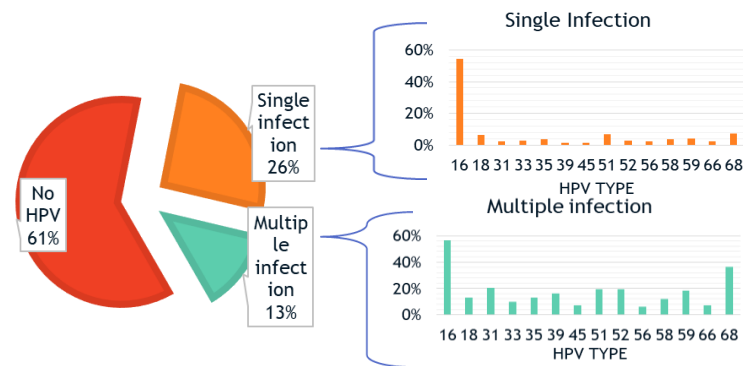 No
HPV
61%
Single
infect
ion
26%
Multip
le
infect
ion
13%
Single Infection
60%
40%
20%
0%
16 18 31 33 35 39 45 51 52 56 58 59 66 68
HPV TYPE
Multiple infection
60%
40%
20%
0%
16 18 31 33 35 39 45 51 52 56 58 59 66 68
HPV TYPE